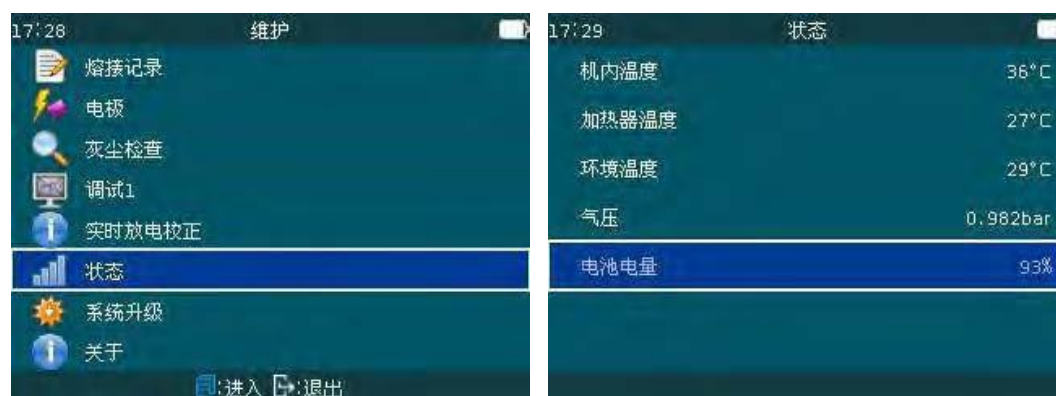 17:28 维护
熔接记录
电极
灰尘检查
调试1
实时放电校正
状态
系统升级
关于
:进入 :退出
17:29 状态
机内温度 36°C
加热器温度 27°C
环境温度 29°C
气压 0.982bar
电池电量 93%